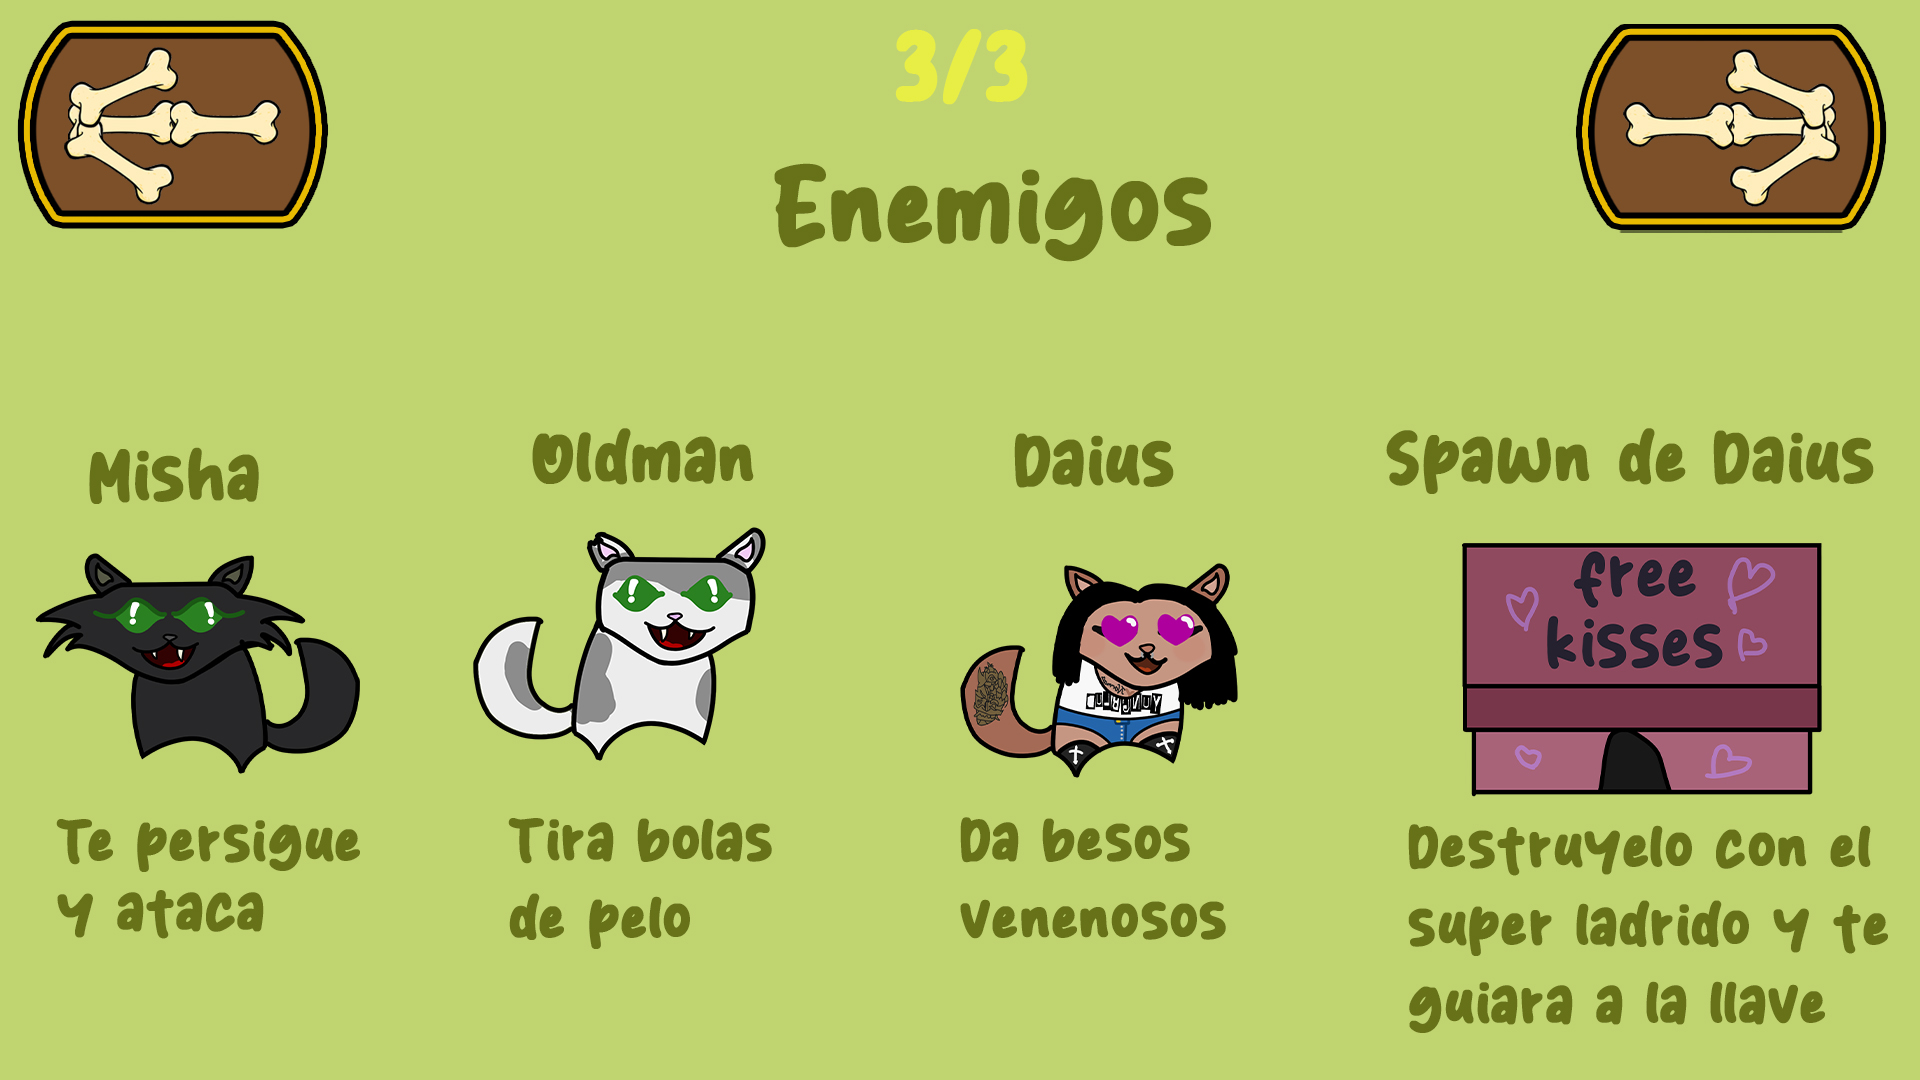 3/3
Enemigos
Misha
Oldman
Daius
Spawn de Daius
free
kisses
Te persigue
y ataca
Tira bolas
de pelo
Da besos
venenosos
Destruyelo con el
super ladrido y te
guiara a la llave